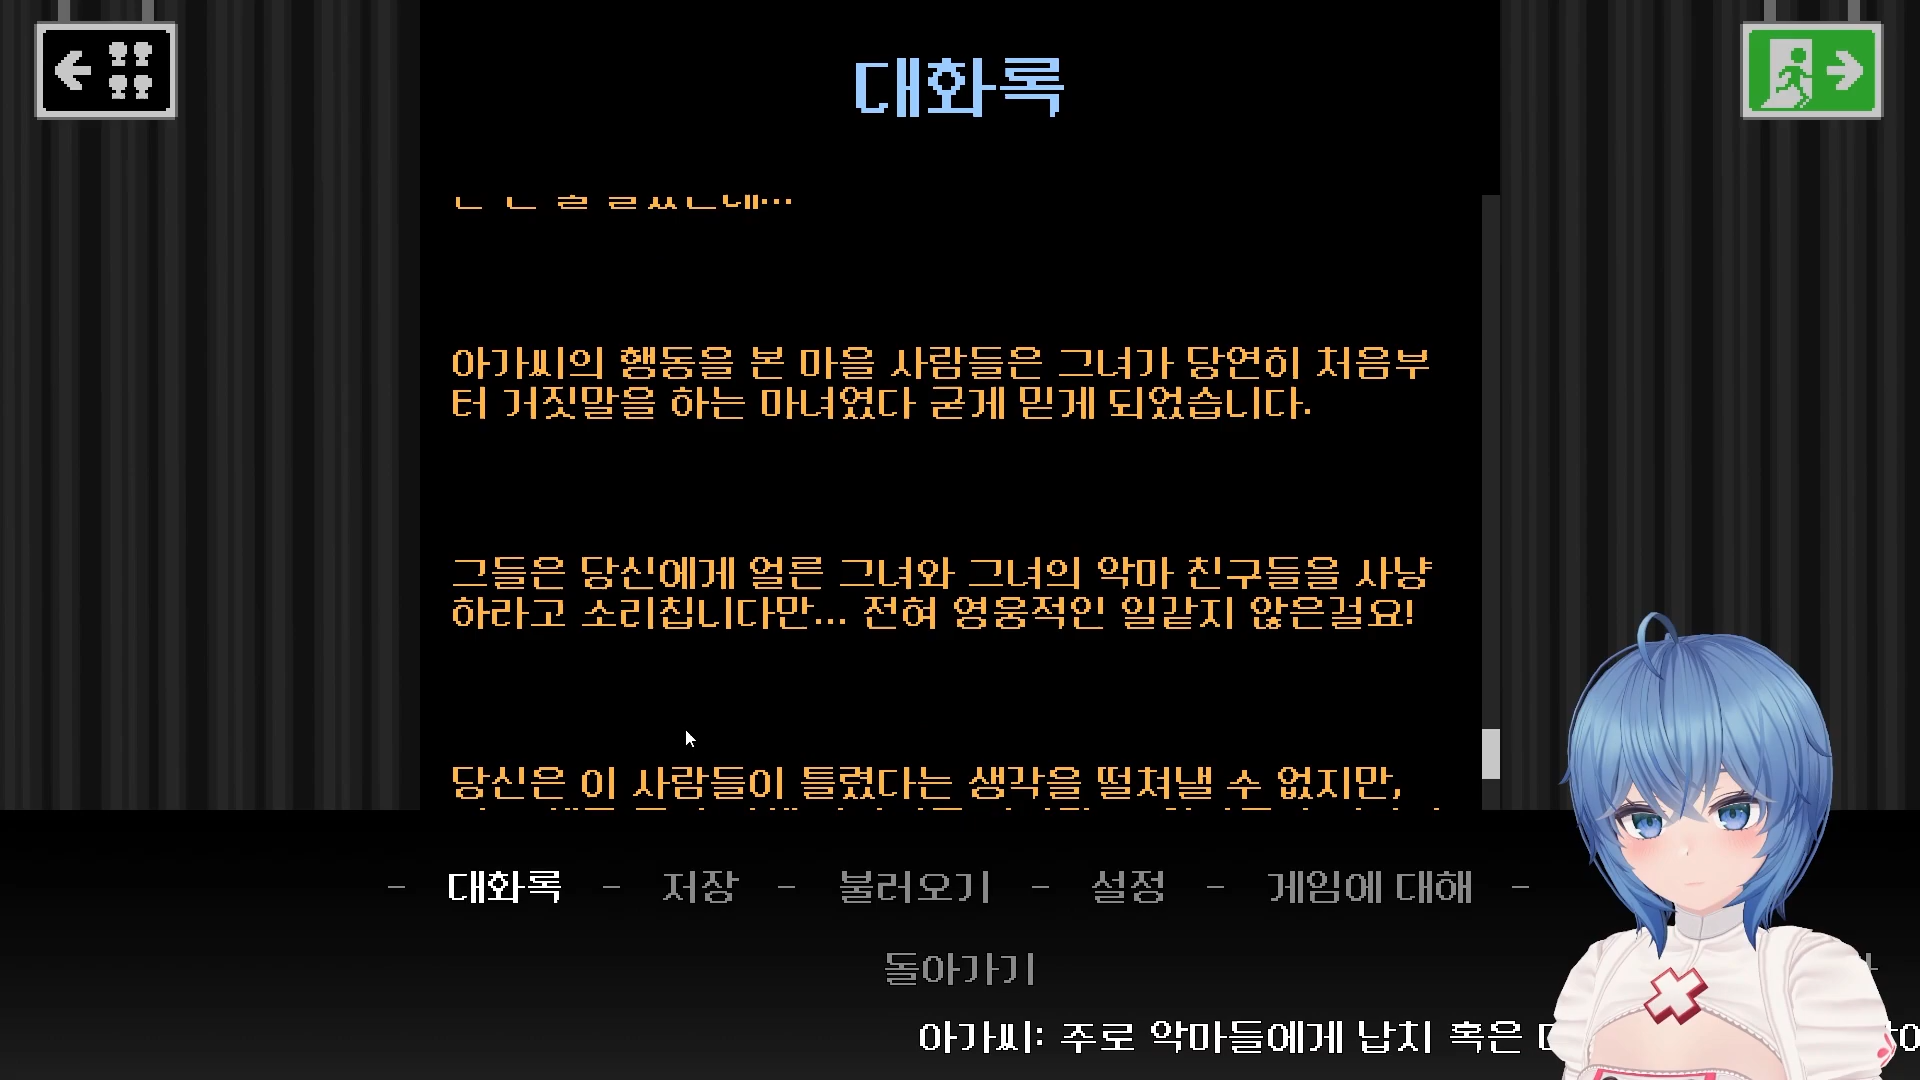 대화록
아가씨의 행동을 본 마을 사람들은 그녀가 당연히 처음부
터 거짓말을 하는 마녀였다 굳게 믿게 되었습니다.
그들은 당신에게 얼른 그녀와 그녀의 악마 친구들을 사냥
하라고 소리칩니다만... 전혀 영웅적인 일같지 않은걸요!
당신은 이 사람들이 틀렸다는 생각을 떨쳐낼 수 없지만,
- 대화록 - 저장 - 불러오기 - 설정 - 게임에 대해 -
돌아가기
아가씨: 주로 악마들에게 납치 혹은